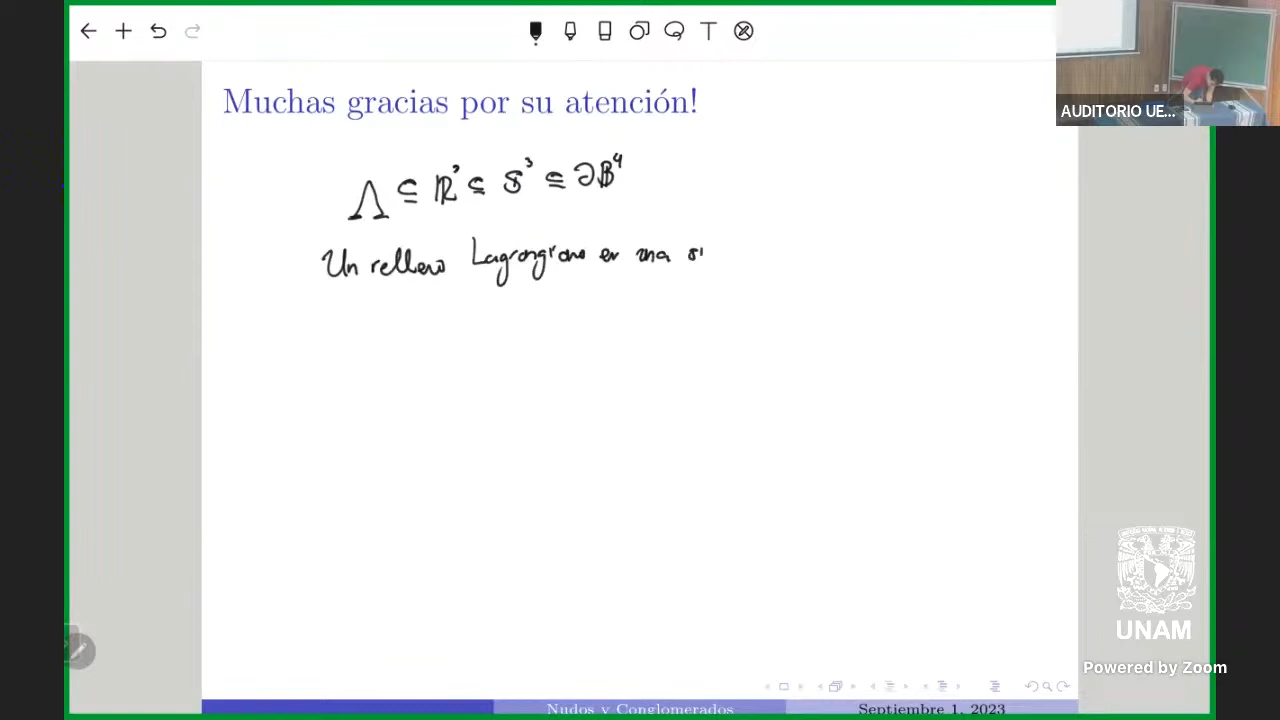 AUDITORIO UE...
Muchas gracias por su atención!
Λ ⊆ ℝ³ ⊆ S³ ⊆ ∂B⁴
Un relleno Lagrangiano es una
UNAM
Powered by Zoom
Nudos y Conglomerados
Septiembre 1, 2023